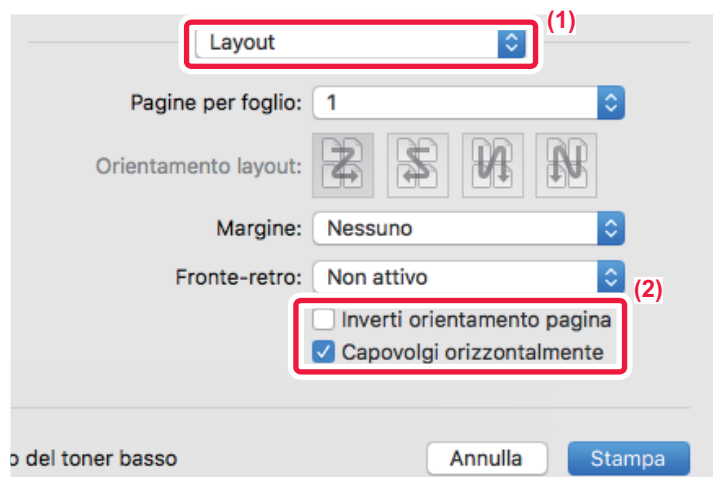 (1)
Layout
Pagine per foglio: 1
Orientamento layout:
Margine: Nessuno
Fronte-retro: Non attivo
(2)
Inverti orientamento pagina
Capovolgi orizzontalmente
o del toner basso Annulla Stampa